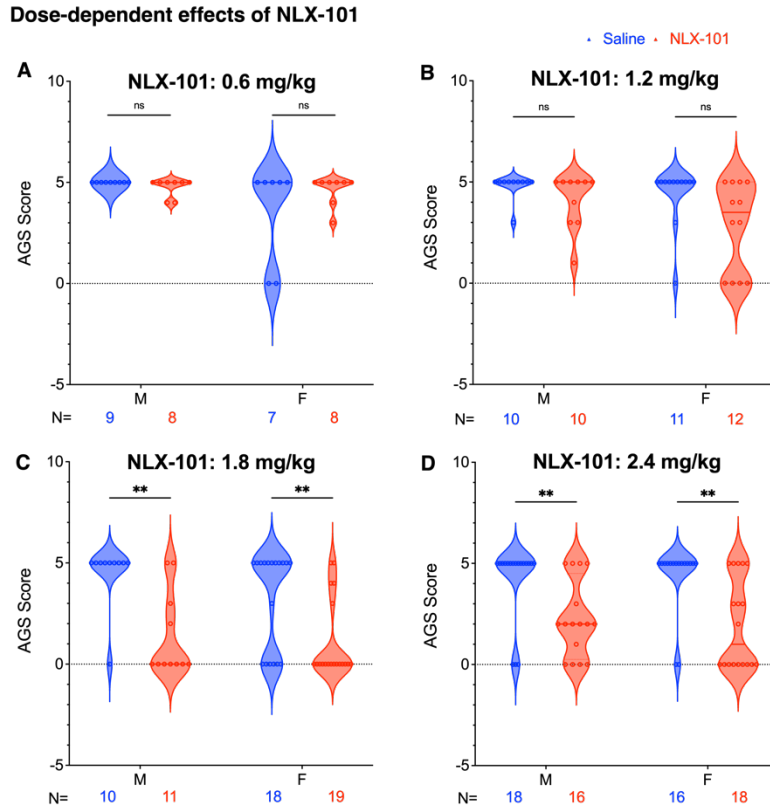 Dose-dependent effects of NLX-101
Saline NLX-101
A
NLX-101: 0.6 mg/kg
10
5
0
-5
AGS Score
ns
ns
M
F
N= 9 8 7 8
B
NLX-101: 1.2 mg/kg
10
5
0
-5
AGS Score
ns
ns
M
F
N= 10 10 11 12
C
NLX-101: 1.8 mg/kg
10
5
0
-5
AGS Score
**
**
M
F
N= 10 11 18 19
D
NLX-101: 2.4 mg/kg
10
5
0
-5
AGS Score
**
**
M
F
N= 18 16 16 18